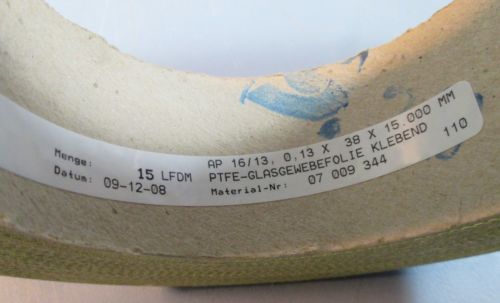 AP 16/13, 0,13 X 38 X 15.000 MM
Menge: 15 LFDM PTFE-GLASGEWEBEFOLIE KLEBEND 110
Datum: 09-12-08 Material-Nr: 07 009 344